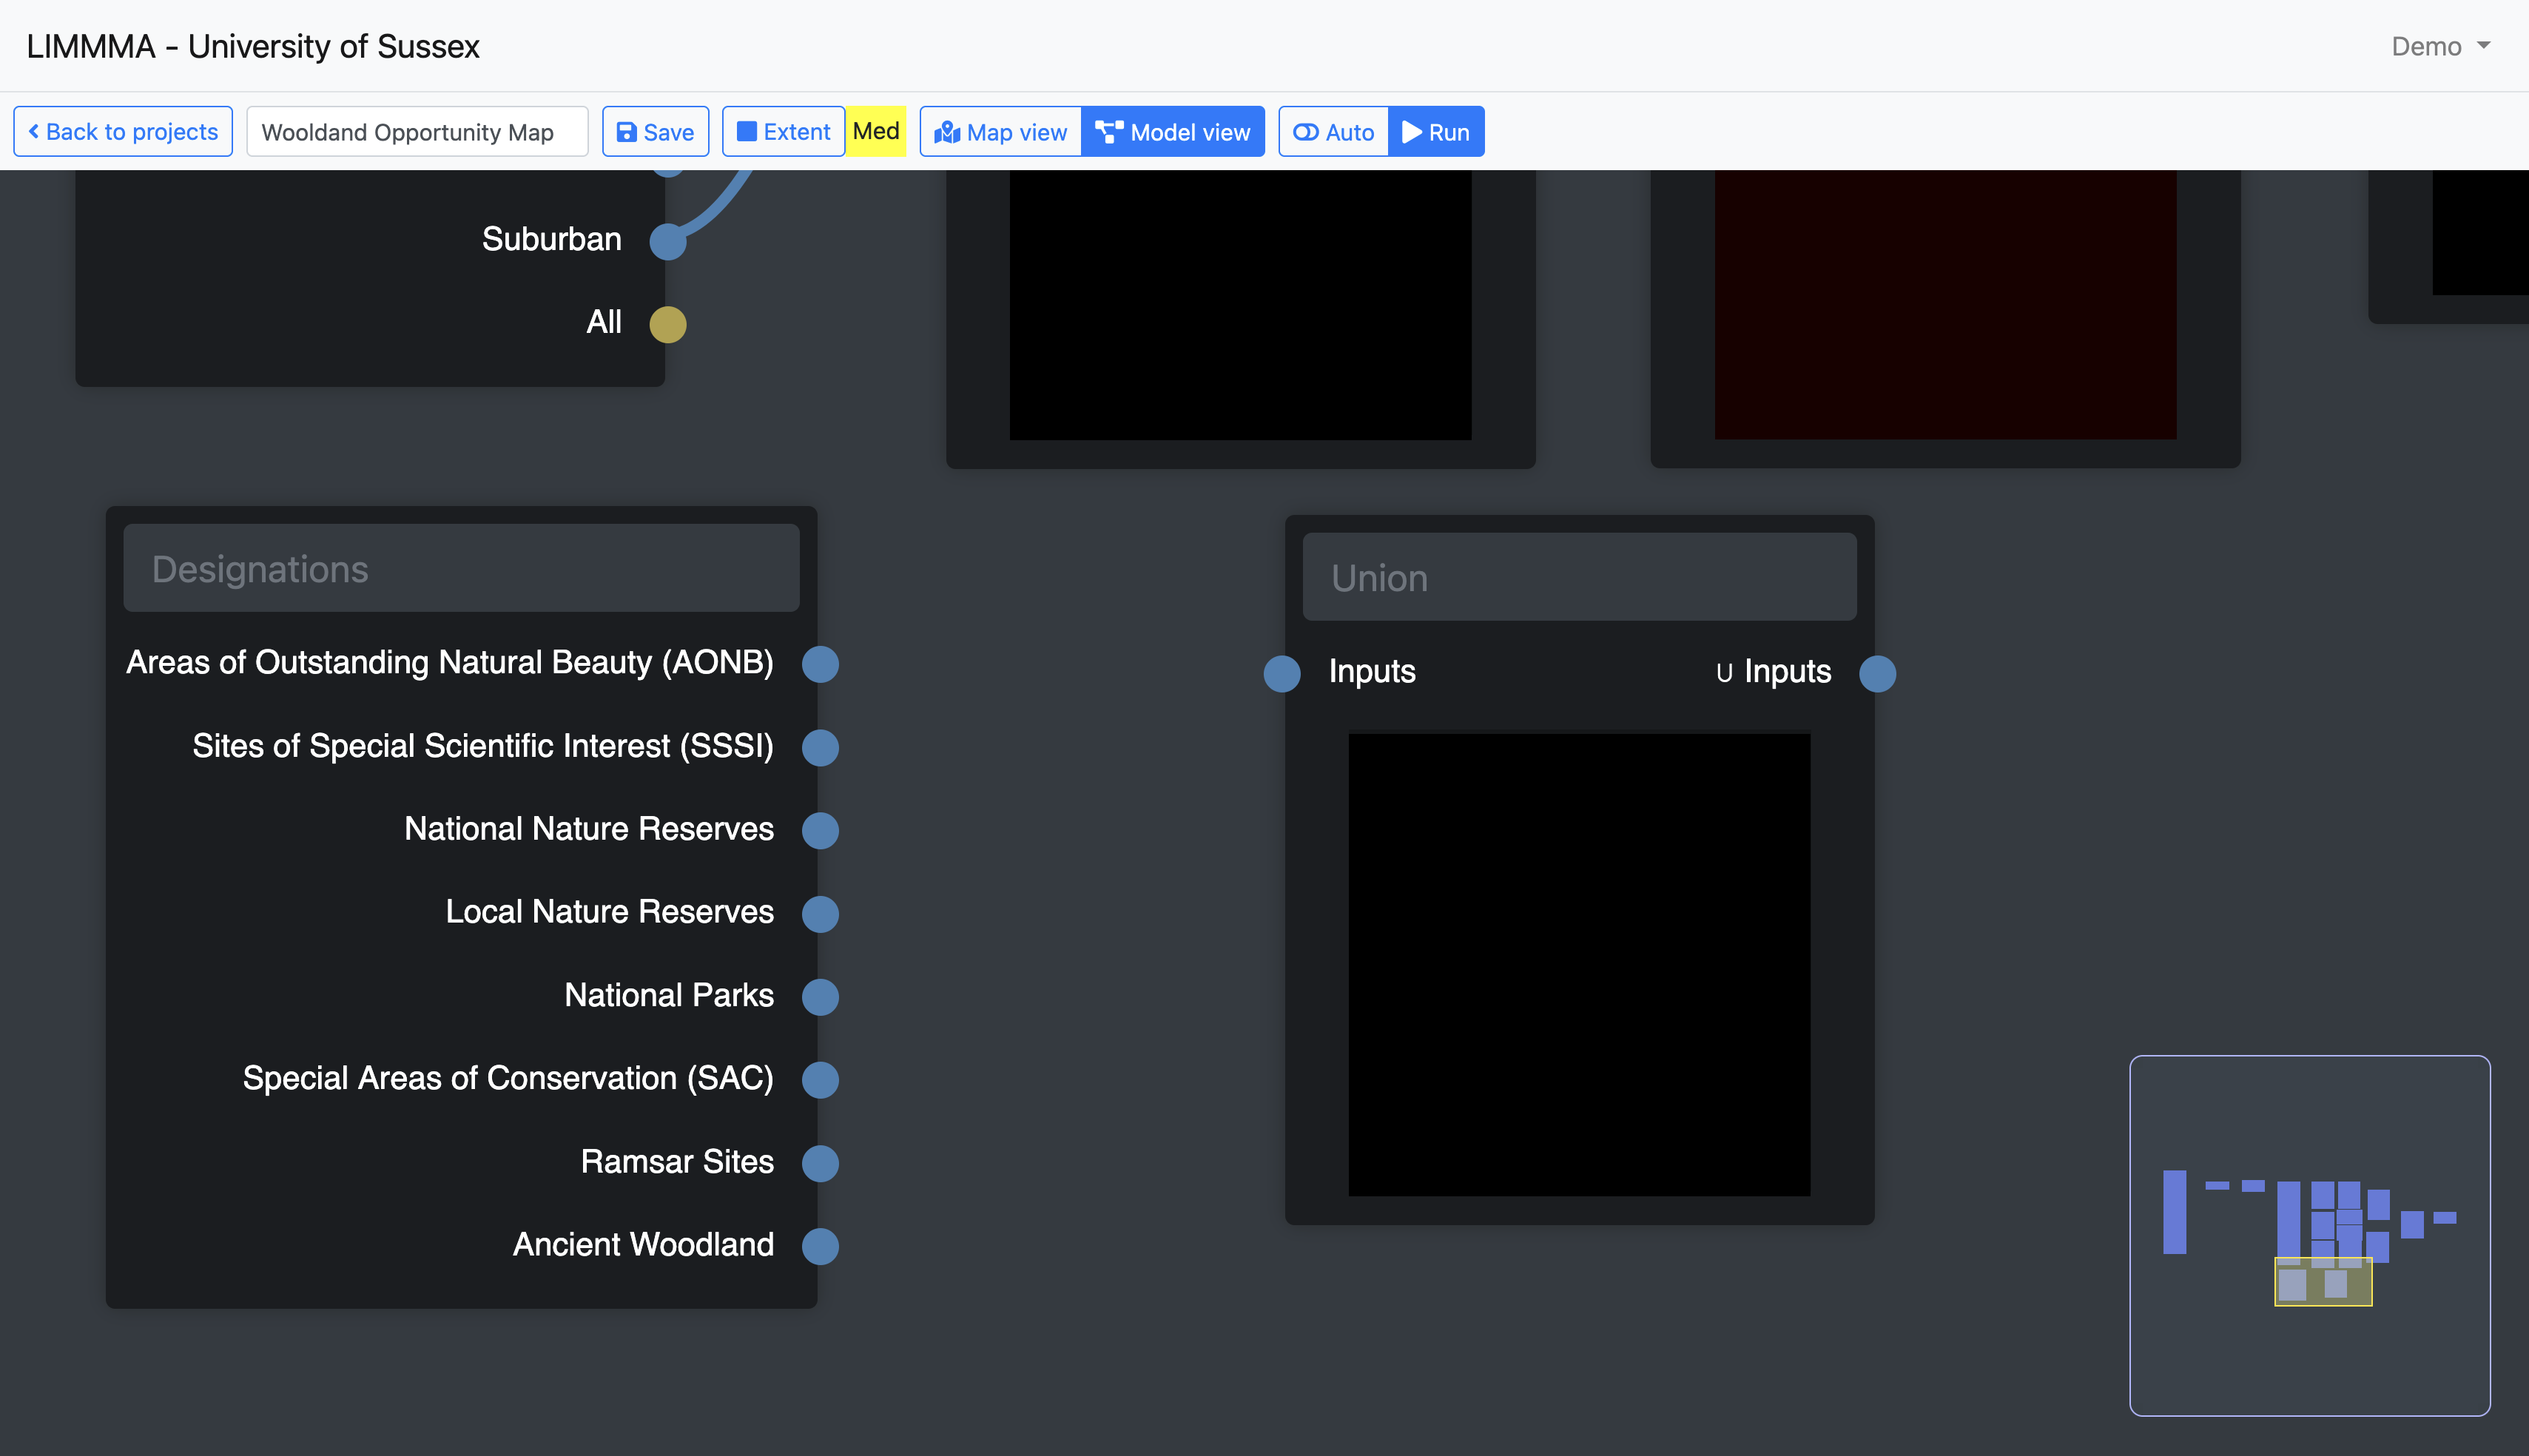 LIMMMA - University of Sussex
Demo
Back to projects
Wooldand Opportunity Map
Save
Extent
Med
Map view
Model view
Auto
Run
Suburban
All
Designations
Areas of Outstanding Natural Beauty (AONB)
Sites of Special Scientific Interest (SSSI)
National Nature Reserves
Local Nature Reserves
National Parks
Special Areas of Conservation (SAC)
Ramsar Sites
Ancient Woodland
Union
Inputs
∪ Inputs